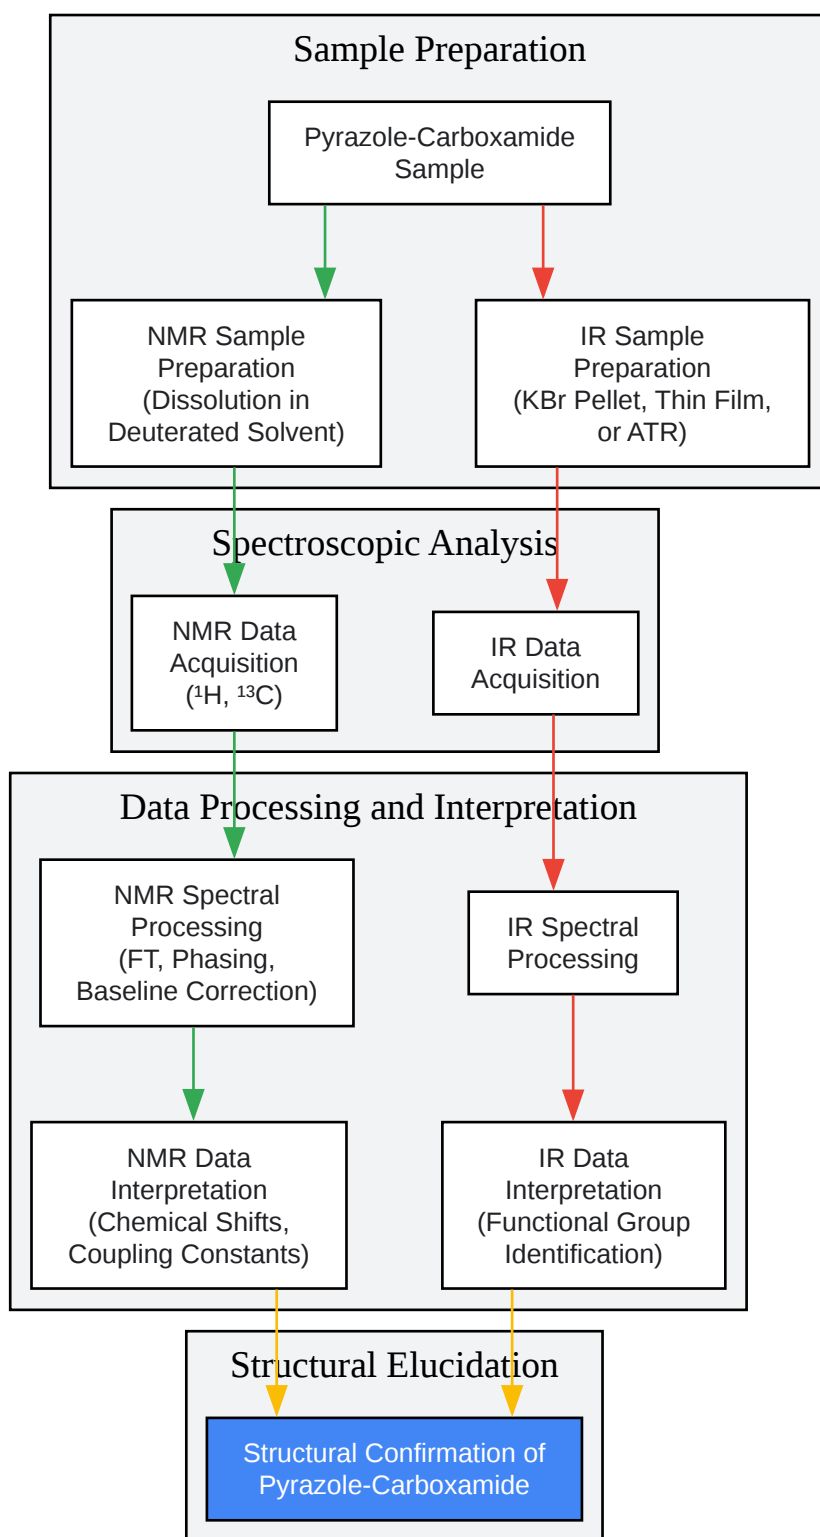 Sample Preparation
Pyrazole-Carboxamide
Sample
NMR Sample
Preparation
(Dissolution in
Deuterated Solvent)
IR Sample
Preparation
(KBr Pellet, Thin Film,
or ATR)
Spectroscopic Analysis
NMR Data
Acquisition
(¹H, ¹³C)
IR Data
Acquisition
Data Processing and Interpretation
NMR Spectral
Processing
(FT, Phasing,
Baseline Correction)
IR Spectral
Processing
NMR Data
Interpretation
(Chemical Shifts,
Coupling Constants)
IR Data
Interpretation
(Functional Group
Identification)
Structural Elucidation
Structural Confirmation of
Pyrazole-Carboxamide